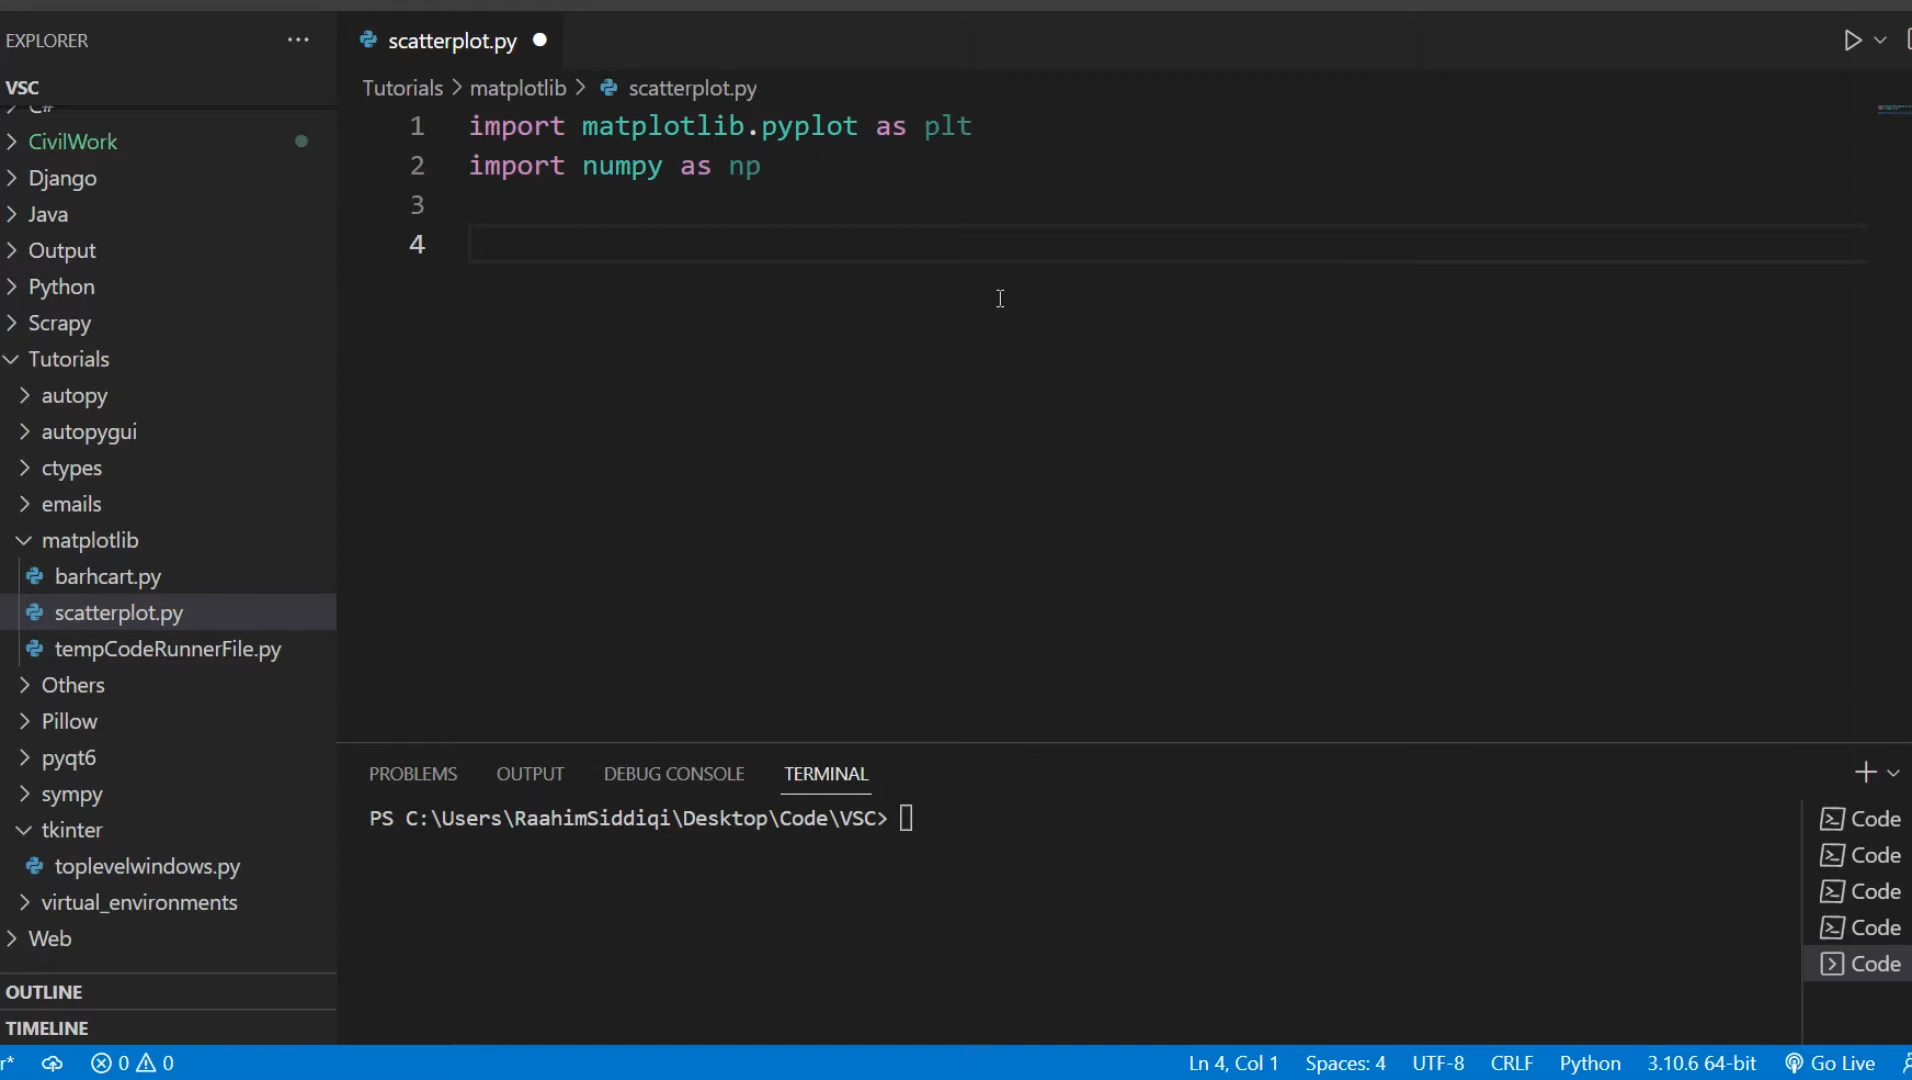 EXPLORER ···
VSC
C#
CivilWork
Django
Java
Output
Python
Scrapy
Tutorials
autopy
autopygui
ctypes
emails
matplotlib
barhcart.py
scatterplot.py
tempCodeRunnerFile.py
Others
Pillow
pyqt6
sympy
tkinter
toplevelwindows.py
virtual_environments
Web
OUTLINE
TIMELINE
scatterplot.py
Tutorials > matplotlib > scatterplot.py
1 import matplotlib.pyplot as plt
2 import numpy as np
3
4
PROBLEMS OUTPUT DEBUG CONSOLE TERMINAL
PS C:\Users\RaahimSiddiqi\Desktop\Code\VSC>
Code
Code
Code
Code
Code
r* 0 0 Ln 4, Col 1 Spaces: 4 UTF-8 CRLF Python 3.10.6 64-bit Go Live